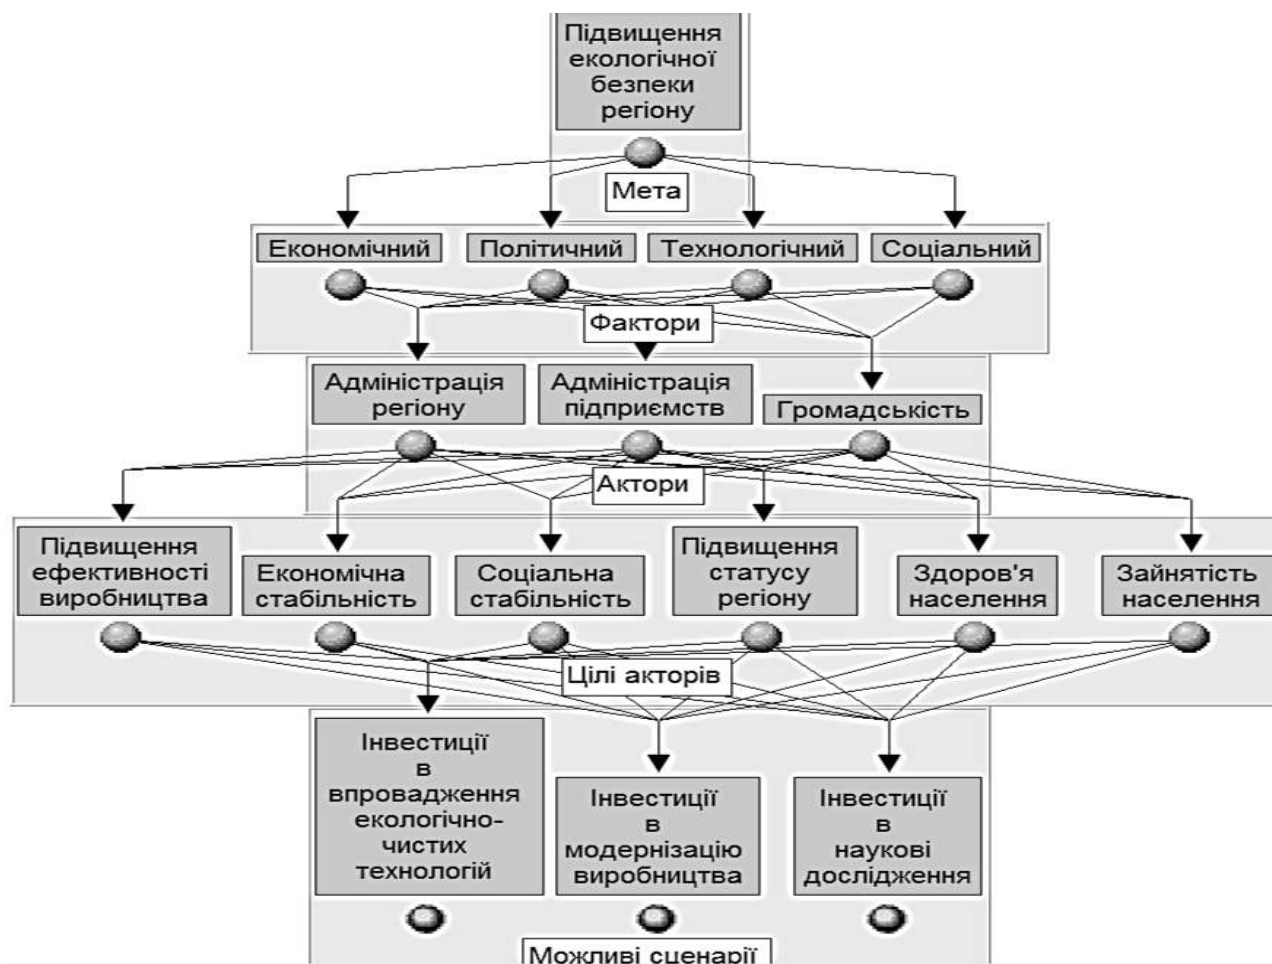 Підвищення
екологічної
безпеки
регіону
Мета
Економічний
Політичний
Технологічний
Соціальний
Фактори
Адміністрація
регіону
Адміністрація
підприємств
Громадськість
Актори
Підвищення
ефективності
виробництва
Економічна
стабільність
Соціальна
стабільність
Підвищення
статусу
регіону
Здоров'я
населення
Зайнятість
населення
Цілі акторів
Інвестиції
в
впровадження
екологічно-
чистих
технологій
Інвестиції
в
модернізацію
виробництва
Інвестиції
в
наукові
дослідження
Можливі сценарії